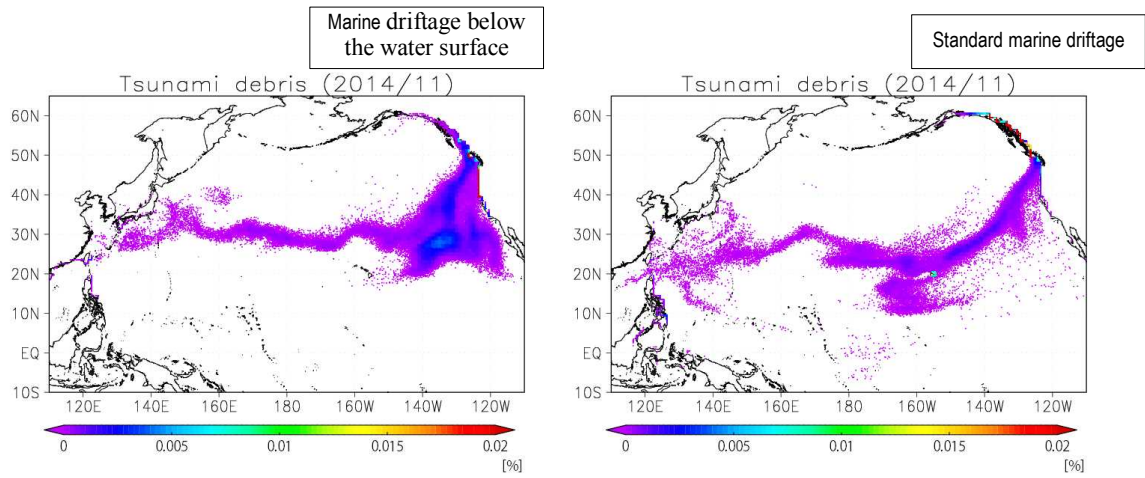 Marine driftage below
the water surface
Standard marine driftage
Tsunami debris (2014/11)
60N
50N
40N
30N
20N
10N
EQ
10S
120E 140E 160E 180 160W 140W 120W
0 0.005 0.01 0.015 0.02
[%]
Tsunami debris (2014/11)
60N
50N
40N
30N
20N
10N
EQ
10S
120E 140E 160E 180 160W 140W 120W
0 0.005 0.01 0.015 0.02
[%]